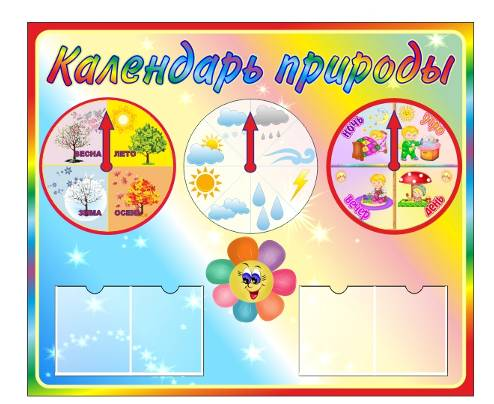 Календарь природы
ВЕСНА ЛЕТО
ЗИМА ОСЕНЬ
НОЧЬ УТРО
ВЕЧЕР ДЕНЬ